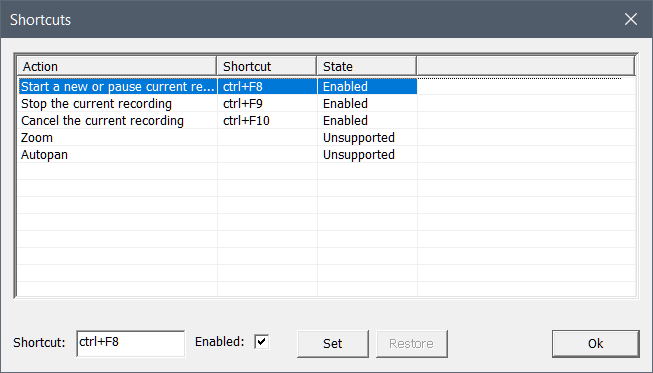 Shortcuts
Action Shortcut State
Start a new or pause current re... ctrl+F8 Enabled
Stop the current recording ctrl+F9 Enabled
Cancel the current recording ctrl+F10 Enabled
Zoom Unsupported
Autopan Unsupported
Shortcut: ctrl+F8 Enabled: Set Restore Ok